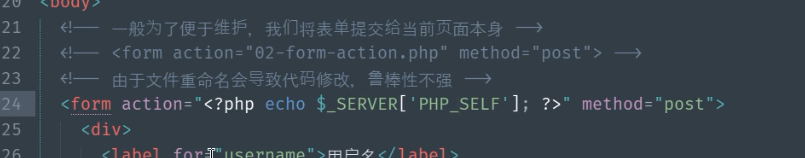 20 <body>
21 <!-- 一般为了便于维护，我们将表单提交给当前页面本身 -->
22 <!-- <form action="02-form-action.php" method="post"> -->
23 <!-- 由于文件重命名会导致代码修改，鲁棒性不强 -->
24 <form action="<?php echo $_SERVER['PHP_SELF']; ?>" method="post">
25 <div>
26 <label for="username">用户名</label>